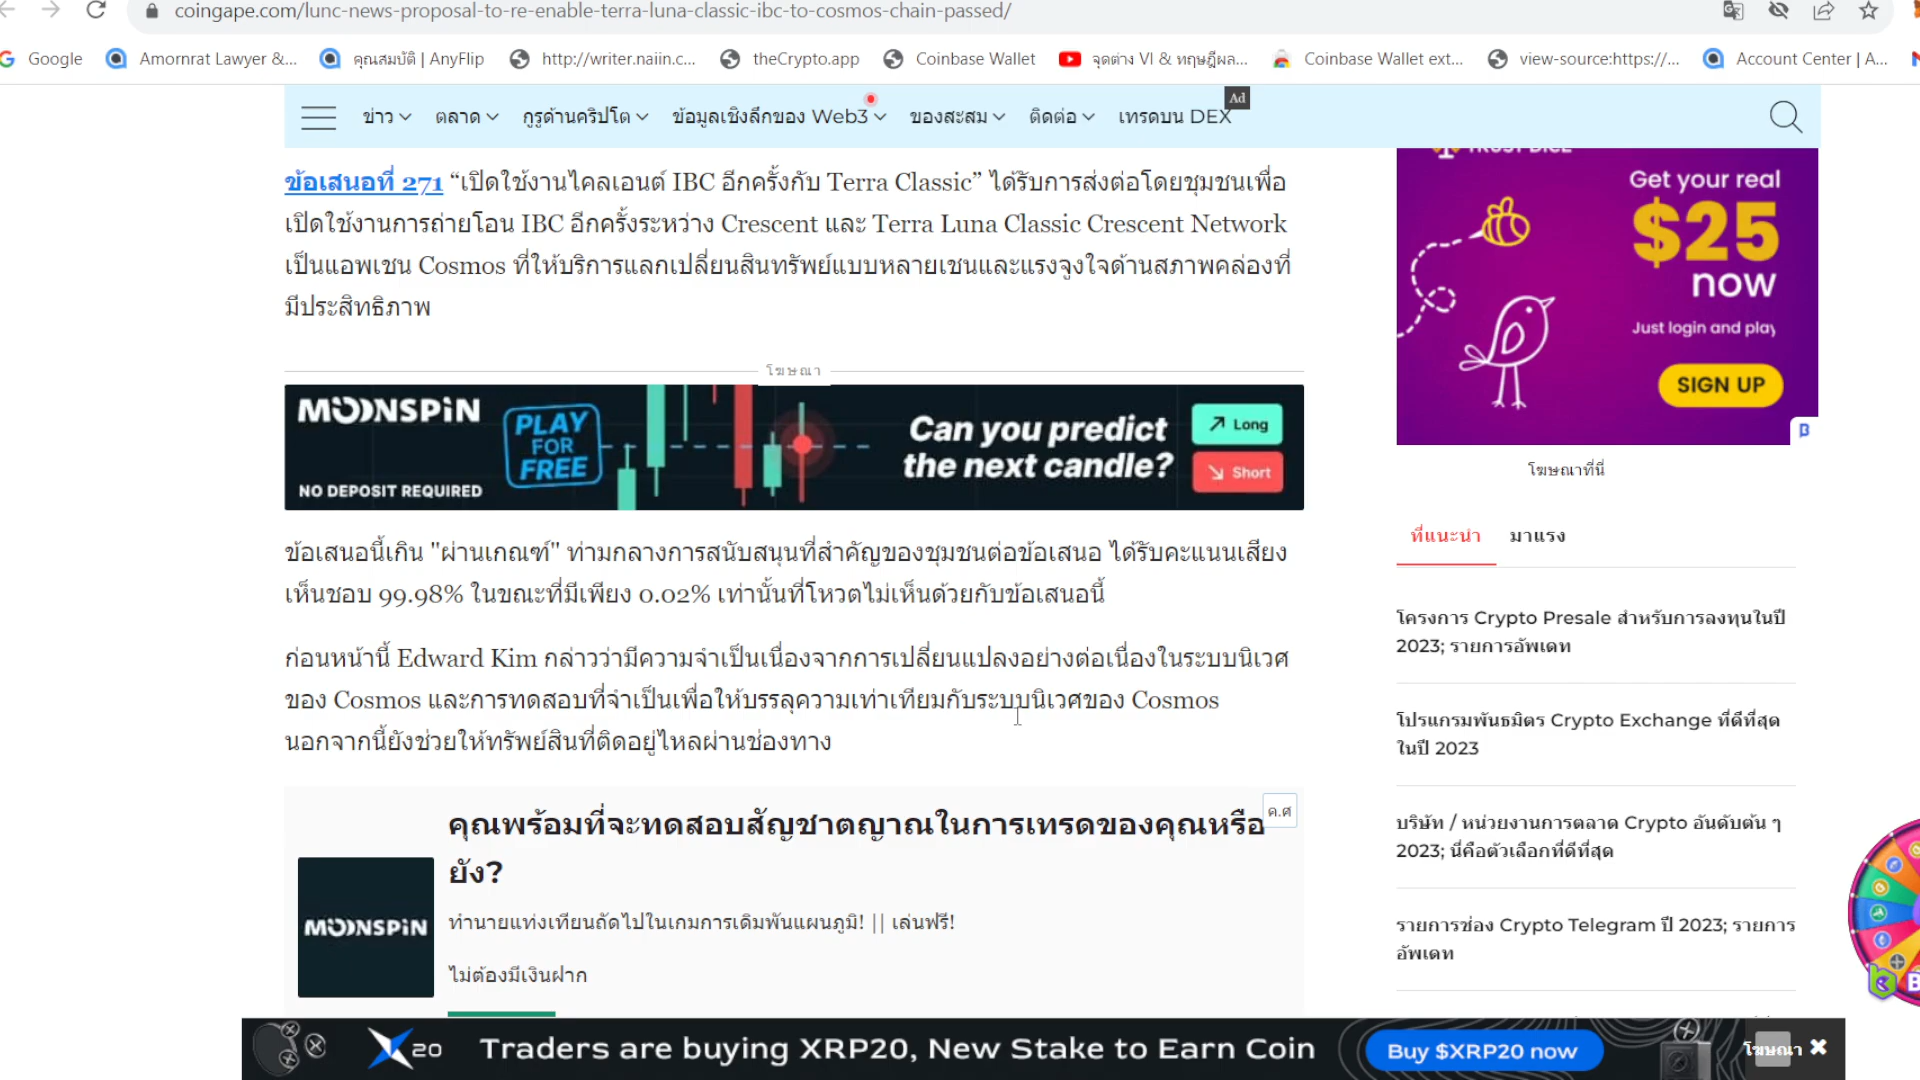 coingape.com/lunc-news-proposal-to-re-enable-terra-luna-classic-ibc-to-cosmos-chain-passed/
Google
Amornrat Lawyer &...
คุณสมบัติ | AnyFlip
http://writer.naiin.c...
theCrypto.app
Coinbase Wallet
จุดต่าง VI & ทฤษฎีผล...
Coinbase Wallet ext...
view-source:https://...
Account Center | A...
ข่าว
ตลาด
กูรูด้านคริปโต
ข้อมูลเชิงลึกของ Web3
ของสะสม
ติดต่อ
เทรดบน DEX
Ad
ข้อเสนอที่ 271 “เปิดใช้งานไคลเอนต์ IBC อีกครั้งกับ Terra Classic” ได้รับการส่งต่อโดยชุมชนเพื่อ
เปิดใช้งานการถ่ายโอน IBC อีกครั้งระหว่าง Crescent และ Terra Luna Classic Crescent Network
เป็นแอพเชน Cosmos ที่ให้บริการแลกเปลี่ยนสินทรัพย์แบบหลายเชนและแรงจูงใจด้านสภาพคล่องที่
มีประสิทธิภาพ
โฆษณา
MOONSPIN
PLAY
FOR
FREE
NO DEPOSIT REQUIRED
Can you predict
the next candle?
Long
Short
ข้อเสนอนี้เกิน "ผ่านเกณฑ์" ท่ามกลางการสนับสนุนที่สำคัญของชุมชนต่อข้อเสนอ ได้รับคะแนนเสียง
เห็นชอบ 99.98% ในขณะที่มีเพียง 0.02% เท่านั้นที่โหวตไม่เห็นด้วยกับข้อเสนอนี้
ก่อนหน้านี้ Edward Kim กล่าวว่ามีความจำเป็นเนื่องจากการเปลี่ยนแปลงอย่างต่อเนื่องในระบบนิเวศ
ของ Cosmos และการทดสอบที่จำเป็นเพื่อให้บรรลุความเท่าเทียมกับระบบนิเวศของ Cosmos
นอกจากนี้ยังช่วยให้ทรัพย์สินที่ติดอยู่ไหลผ่านช่องทาง
คุณพร้อมที่จะทดสอบสัญชาตญาณในการเทรดของคุณหรือ
ยัง?
ค.ศ
MOONSPIN
ทำนายแท่งเทียนถัดไปในเกมการเดิมพันแผนภูมิ! || เล่นฟรี!
ไม่ต้องมีเงินฝาก
Get your real
$25
now
Just login and play
SIGN UP
โฆษณาที่นี่
ที่แนะนำ
มาแรง
โครงการ Crypto Presale สำหรับการลงทุนในปี
2023; รายการอัพเดท
โปรแกรมพันธมิตร Crypto Exchange ที่ดีที่สุด
ในปี 2023
บริษัท / หน่วยงานการตลาด Crypto อันดับต้น ๆ
2023; นี่คือตัวเลือกที่ดีที่สุด
รายการช่อง Crypto Telegram ปี 2023; รายการ
อัพเดท
20
Traders are buying XRP20, New Stake to Earn Coin
Buy $XRP20 now
โฆษณา